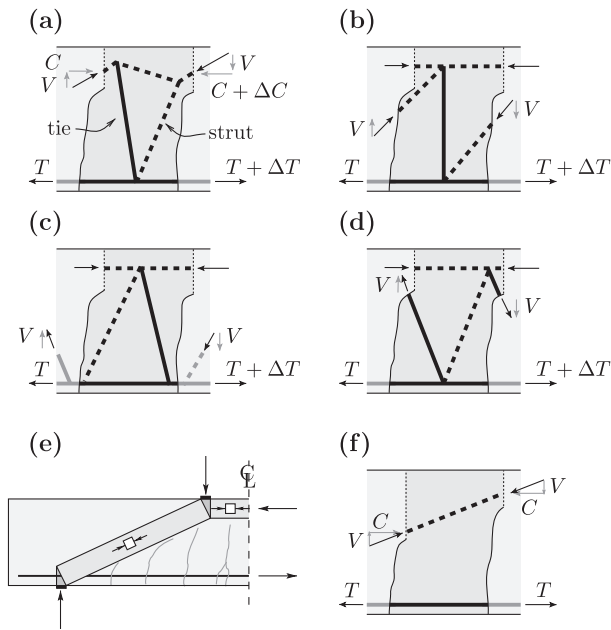 (a)
C
V
V
C + ΔC
tie
strut
T
T + ΔT
(b)
V
V
T
T + ΔT
(c)
V
V
T
T + ΔT
(d)
V
V
T
T + ΔT
(e)
℄
(f)
V
C
C
V
T
T